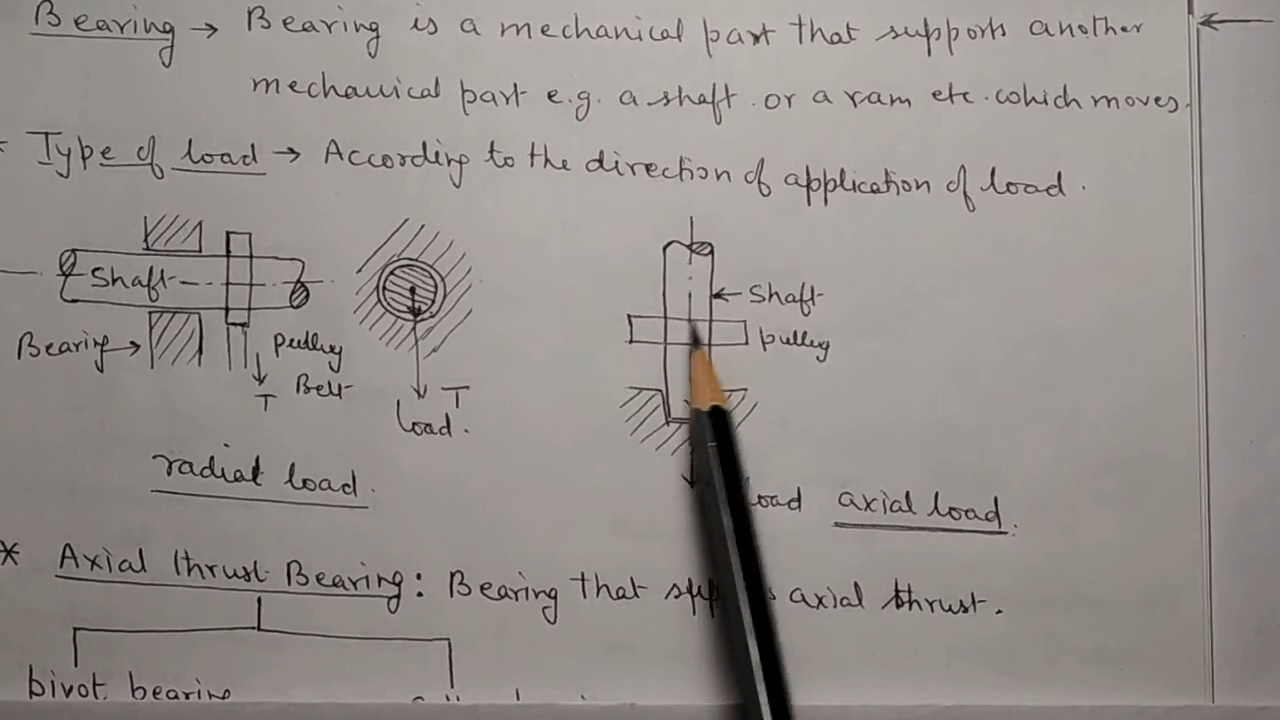 Bearing → Bearing is a mechanical part that supports another
mechanical part e.g. a shaft or a ram etc. which moves.
Type of load → According to the direction of application of load.
Shaft
Bearing →
pulley
Belt
T
T
load.
radial load.
← Shaft
pulley
load axial load.
* Axial thrust Bearing: Bearing that axial thrust.
pivot bearing